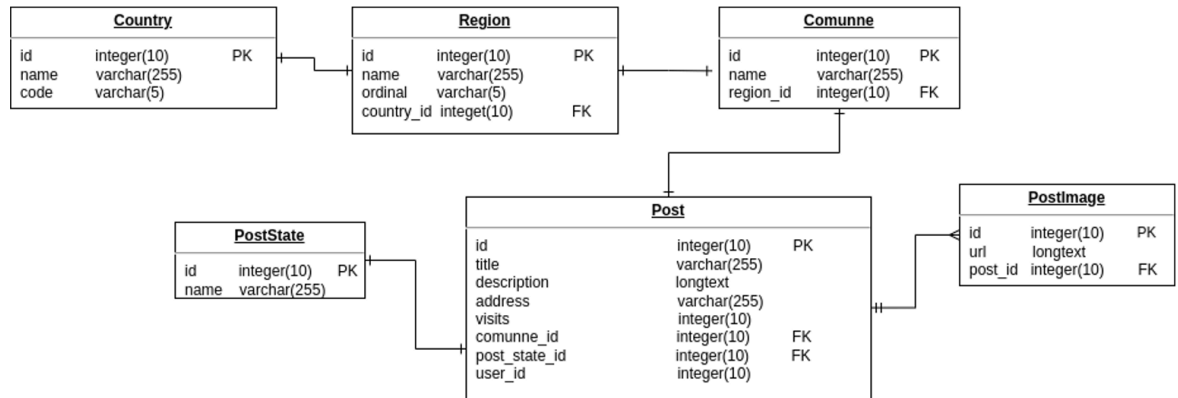 Country
id integer(10) PK
name varchar(255)
code varchar(5)
Region
id integer(10) PK
name varchar(255)
ordinal varchar(5)
country_id integet(10) FK
Comunne
id integer(10) PK
name varchar(255)
region_id integer(10) FK
PostState
id integer(10) PK
name varchar(255)
Post
id integer(10) PK
title varchar(255)
description longtext
address varchar(255)
visits integer(10)
comunne_id integer(10) FK
post_state_id integer(10) FK
user_id integer(10)
PostImage
id integer(10) PK
url longtext
post_id integer(10) FK